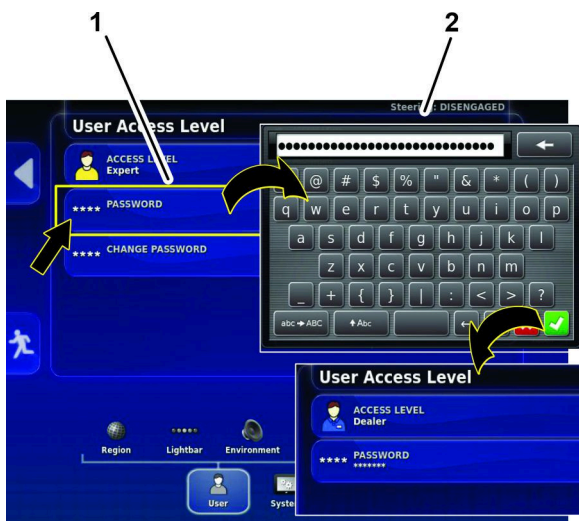 1
2
Steering: DISENGAGED
User Access Level
ACCESS LEVEL
Expert
**** PASSWORD
**** CHANGE PASSWORD
••••••••••••••••••••••••••••••
@ # $ % " & * ( )
q w e r t y u i o p
a s d f g h j k l
z x c v b n m
_ + { } | : < > ?
abc → ABC
↑ Abc
User Access Level
ACCESS LEVEL
Dealer
**** PASSWORD
*******
Region
Lightbar
Environment
User